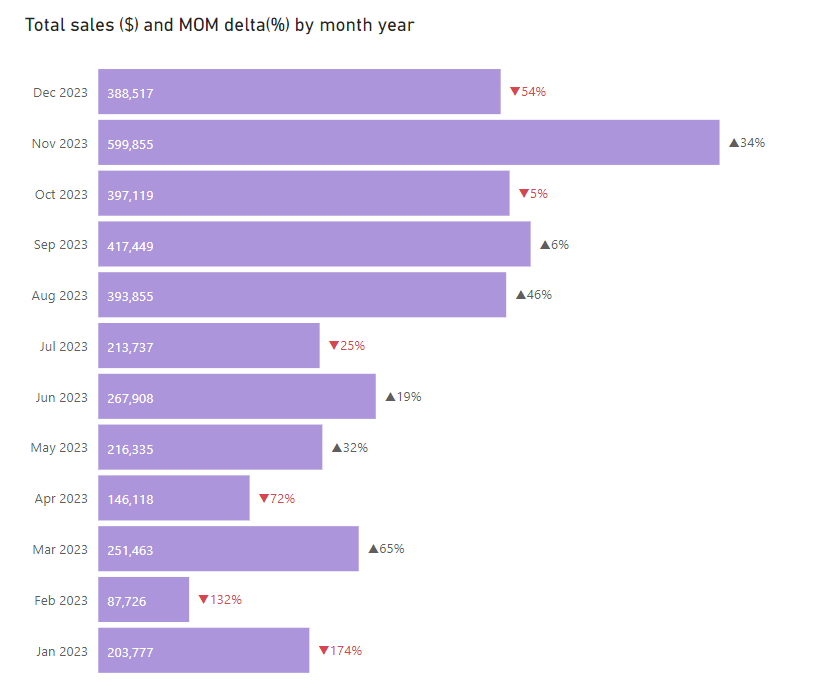 Total sales ($) and MOM delta(%) by month year
Dec 2023 388,517 ▼54%
Nov 2023 599,855 ▲34%
Oct 2023 397,119 ▼5%
Sep 2023 417,449 ▲6%
Aug 2023 393,855 ▲46%
Jul 2023 213,737 ▼25%
Jun 2023 267,908 ▲19%
May 2023 216,335 ▲32%
Apr 2023 146,118 ▼72%
Mar 2023 251,463 ▲65%
Feb 2023 87,726 ▼132%
Jan 2023 203,777 ▼174%